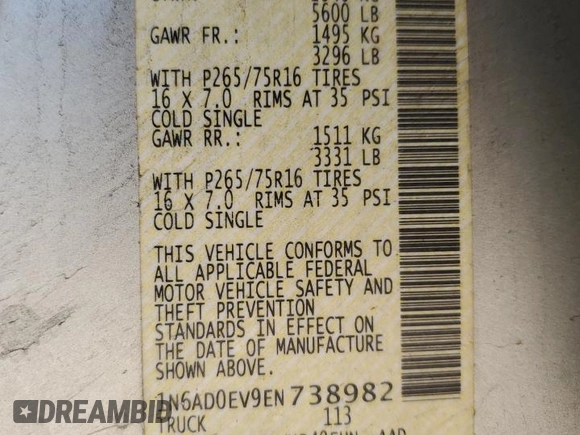 5600 LB
GAWR FR.: 1495 KG
3296 LB
WITH P265/75R16 TIRES
16 X 7.0 RIMS AT 35 PSI
COLD SINGLE
GAWR RR.: 1511 KG
3331 LB
WITH P265/75R16 TIRES
16 X 7.0 RIMS AT 35 PSI
COLD SINGLE
THIS VEHICLE CONFORMS TO
ALL APPLICABLE FEDERAL
MOTOR VEHICLE SAFETY AND
THEFT PREVENTION
STANDARDS IN EFFECT ON
THE DATE OF MANUFACTURE
SHOWN ABOVE.
1N6AD0EV9EN738982
TRUCK 113
DREAMBID